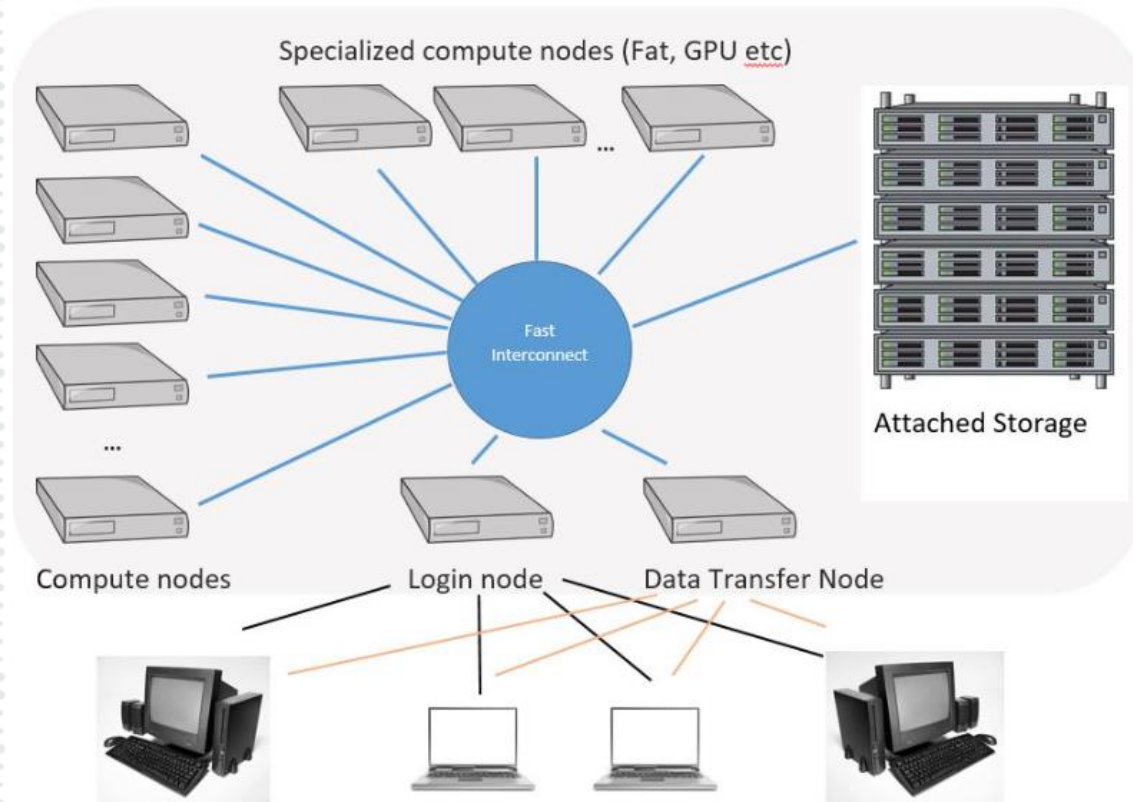 Specialized compute nodes (Fat, GPU etc)
...
Fast
Interconnect
Attached Storage
...
Compute nodes
Login node
Data Transfer Node